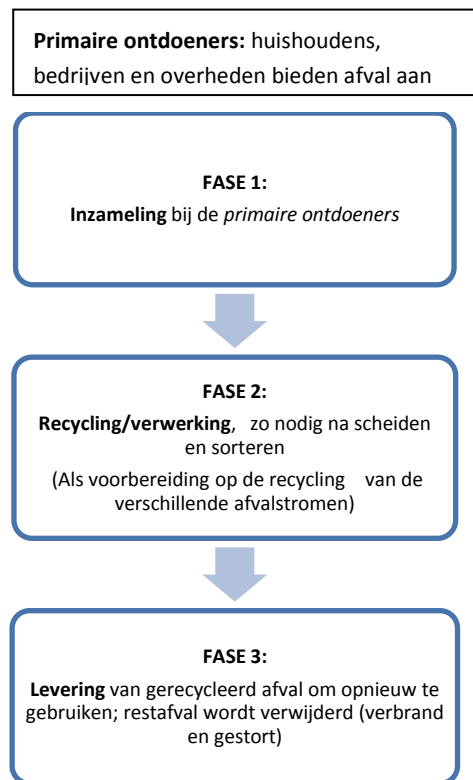 Primaire ontdoeners: huishoudens,
bedrijven en overheden bieden afval aan
FASE 1:
Inzameling bij de primaire ontdoeners
FASE 2:
Recycling/verwerking, zo nodig na scheiden
en sorteren
(Als voorbereiding op de recycling van de
verschillende afvalstromen)
FASE 3:
Levering van gerecycleerd afval om opnieuw te
gebruiken; restafval wordt verwijderd (verbrand
en gestort)